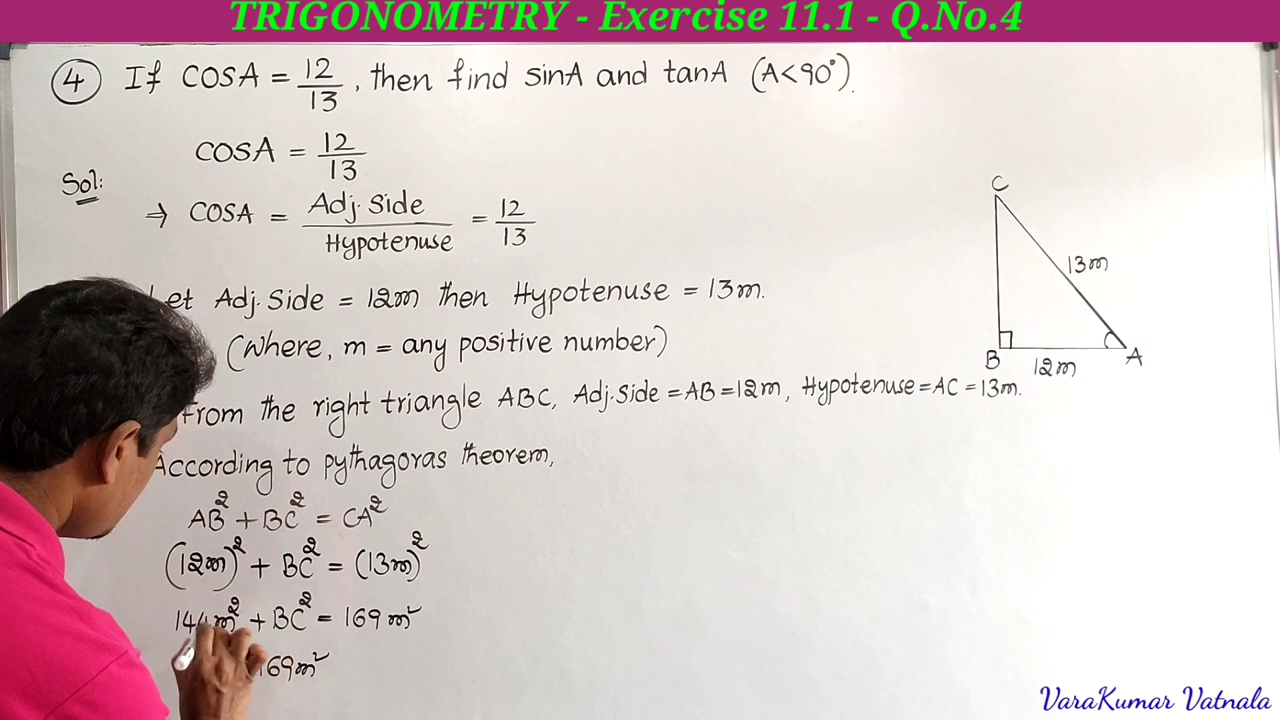 TRIGONOMETRY - Exercise 11.1 - Q.No.4
4 If COSA = 12/13, then find sinA and tanA (A<90°).
COSA = 12/13
Sol:
⇒ COSA = Adj.Side/Hypotenuse = 12/13
Let Adj.Side = 12m then Hypotenuse = 13m.
(Where, m = any positive number)
From the right triangle ABC, Adj.Side = AB = 12m, Hypotenuse = AC = 13m.
According to pythagoras theorem,
AB² + BC² = CA²
(12m)² + BC² = (13m)²
144m² + BC² = 169m²
169m²
C
13m
B
12m
A
VaraKumar Vatnala